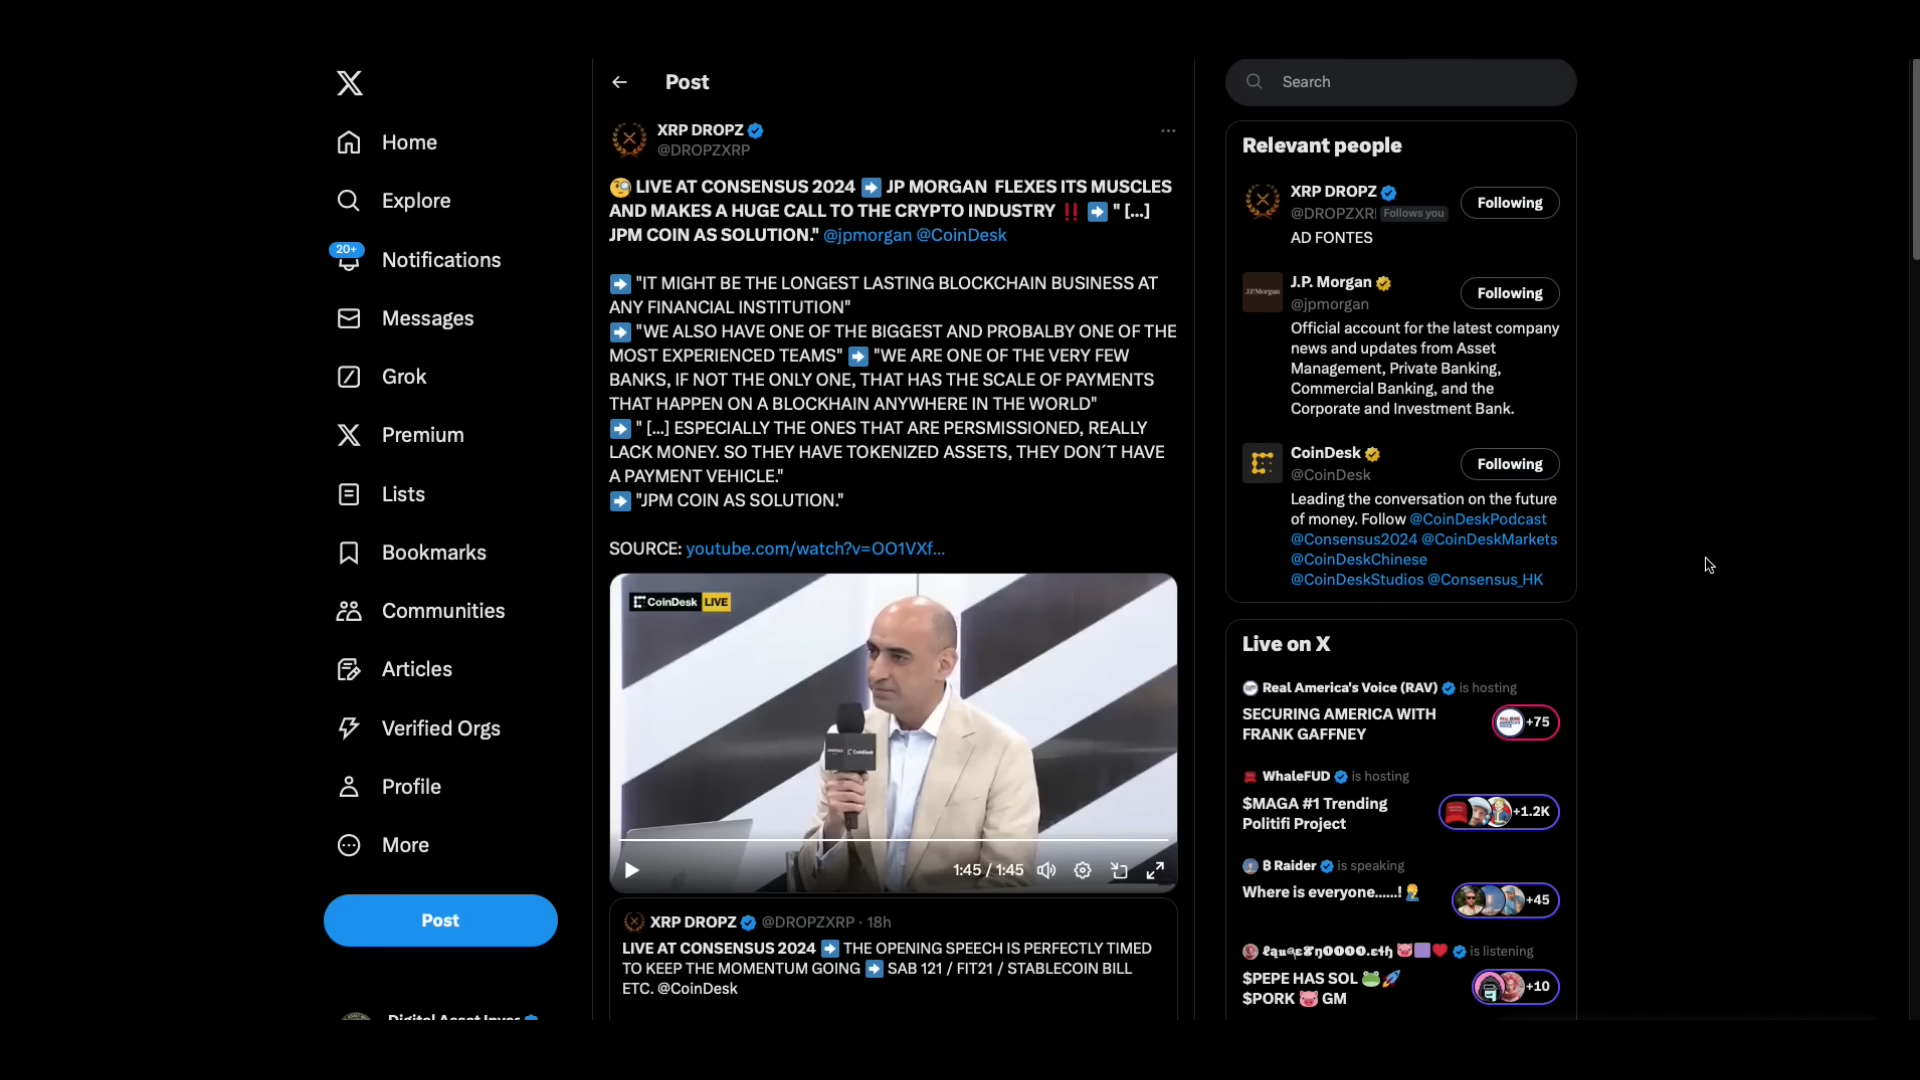 Home
Explore
20+
Notifications
Messages
Grok
Premium
Lists
Bookmarks
Communities
Articles
Verified Orgs
Profile
More
Post
Post
XRP DROPZ
@DROPZXRP
LIVE AT CONSENSUS 2024 ➡️ JP MORGAN FLEXES ITS MUSCLES
AND MAKES A HUGE CALL TO THE CRYPTO INDUSTRY ‼️ ➡️ " [...]
JPM COIN AS SOLUTION." @jpmorgan @CoinDesk
➡️ "IT MIGHT BE THE LONGEST LASTING BLOCKCHAIN BUSINESS AT
ANY FINANCIAL INSTITUTION"
➡️ "WE ALSO HAVE ONE OF THE BIGGEST AND PROBALBY ONE OF THE
MOST EXPERIENCED TEAMS" ➡️ "WE ARE ONE OF THE VERY FEW
BANKS, IF NOT THE ONLY ONE, THAT HAS THE SCALE OF PAYMENTS
THAT HAPPEN ON A BLOCKHAIN ANYWHERE IN THE WORLD"
➡️ " [...] ESPECIALLY THE ONES THAT ARE PERSMISSIONED, REALLY
LACK MONEY. SO THEY HAVE TOKENIZED ASSETS, THEY DON´T HAVE
A PAYMENT VEHICLE."
➡️ "JPM COIN AS SOLUTION."
SOURCE: youtube.com/watch?v=OO1VXf...
CoinDesk LIVE
CoinDesk
1:45 / 1:45
XRP DROPZ @DROPZXRP · 18h
LIVE AT CONSENSUS 2024 ➡️ THE OPENING SPEECH IS PERFECTLY TIMED
TO KEEP THE MOMENTUM GOING ➡️ SAB 121 / FIT21 / STABLECOIN BILL
ETC. @CoinDesk
Search
Relevant people
XRP DROPZ
@DROPZXR Follows you
Following
AD FONTES
J.P.Morgan
J.P. Morgan
@jpmorgan
Following
Official account for the latest company
news and updates from Asset
Management, Private Banking,
Commercial Banking, and the
Corporate and Investment Bank.
CoinDesk
@CoinDesk
Following
Leading the conversation on the future
of money. Follow @CoinDeskPodcast
@Consensus2024 @CoinDeskMarkets
@CoinDeskChinese
@CoinDeskStudios @Consensus_HK
Live on X
Real America's Voice (RAV) is hosting
SECURING AMERICA WITH
FRANK GAFFNEY
+75
WhaleFUD is hosting
$MAGA #1 Trending
Politifi Project
+1.2K
₿ Raider is speaking
Where is everyone......!
+45
is listening
$PEPE HAS SOL 🐸🚀
$PORK 🐷 GM
+10